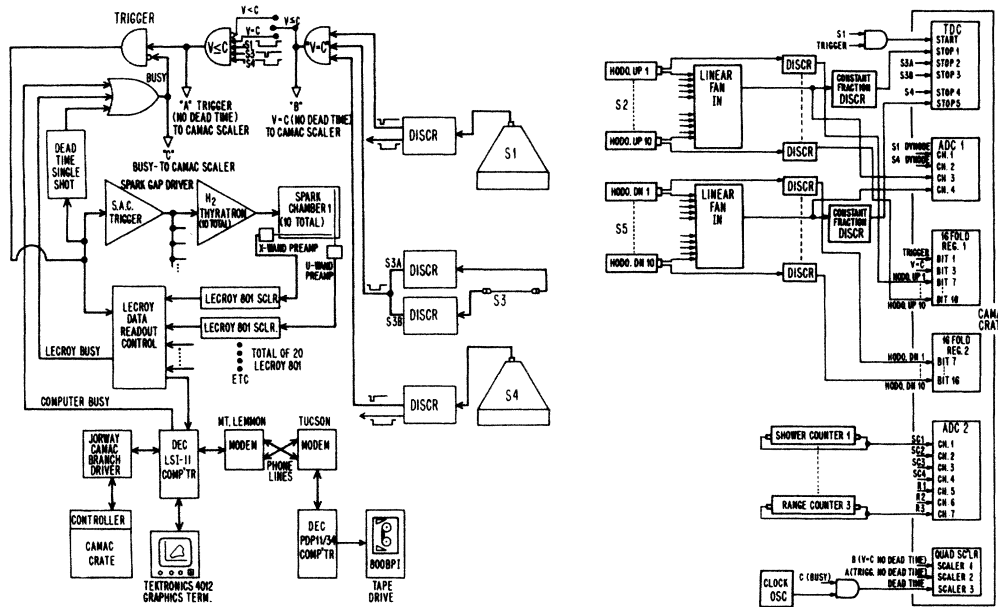 TRIGGER
V<C
V≤C
V=C
V≤C
"V=C"
BUSY
"A" TRIGGER
(NO DEAD TIME)
TO CAMAC SCALER
"B"
V=C (NO DEAD TIME)
TO CAMAC SCALER
"C"
BUSY-TO CAMAC SCALER
DEAD
TIME
SINGLE
SHOT
SPARK GAP DRIVER
S.A.C.
TRIGGER
H2
THYRATRON
(10 TOTAL)
SPARK
CHAMBER 1
(10 TOTAL)
X-WAND PREAMP
U-WAND
PREAMP
LECROY
DATA
READOUT
CONTROL
LECROY 801 SCLR.
LECROY 801 SCLR.
TOTAL OF 20
LECROY 801
ETC
LECROY BUSY
COMPUTER BUSY
DISCR
S1
S3A
DISCR
S3B
DISCR
S3
DISCR
S4
JORWAY
CAMAC
BRANCH
DRIVER
DEC
LSI-11
COMP'TR
MT. LEMMON
MODEM
PHONE
LINES
TUCSON
MODEM
CONTROLLER
CAMAC
CRATE
TEKTRONICS 4012
GRAPHICS TERM.
DEC
PDP11/34
COMP'TR
800BPI
TAPE
DRIVE
HODO. UP 1
S2
HODO. UP 10
LINEAR
FAN
IN
DISCR
DISCR
CONSTANT
FRACTION
DISCR
HODO. DN 1
S5
HODO. DN 10
LINEAR
FAN
IN
DISCR
DISCR
CONSTANT
FRACTION
DISCR
S1
TRIGGER
S3A
S3B
S4
TDC
START
STOP 1
STOP 2
STOP 3
STOP 4
STOP 5
S1 DYNODE
S4 DYNODE
ADC 1
CH. 1
CH. 2
CH. 3
CH. 4
TRIGGER
V-C
HODO. UP 1
HODO. UP 10
16 FOLD
REG. 1
BIT 1
BIT 3
BIT 7
BIT 18
CAMA
CRAT
HODO. DN 1
HODO. DN 10
16 FOLD
REG. 2
BIT 7
BIT 16
SHOWER COUNTER 1
RANGE COUNTER 3
SC1
SC2
SC3
SC4
R1
R2
R3
ADC 2
CH. 1
CH. 2
CH. 3
CH. 4
CH. 5
CH. 6
CH. 7
CLOCK
OSC
C (BUSY)
B (V-C NO DEAD TIME)
A(TRIGG. NO DEAD TIME)
DEAD TIME
QUAD SC'LR
SCALER 1
SCALER 2
SCALER 3